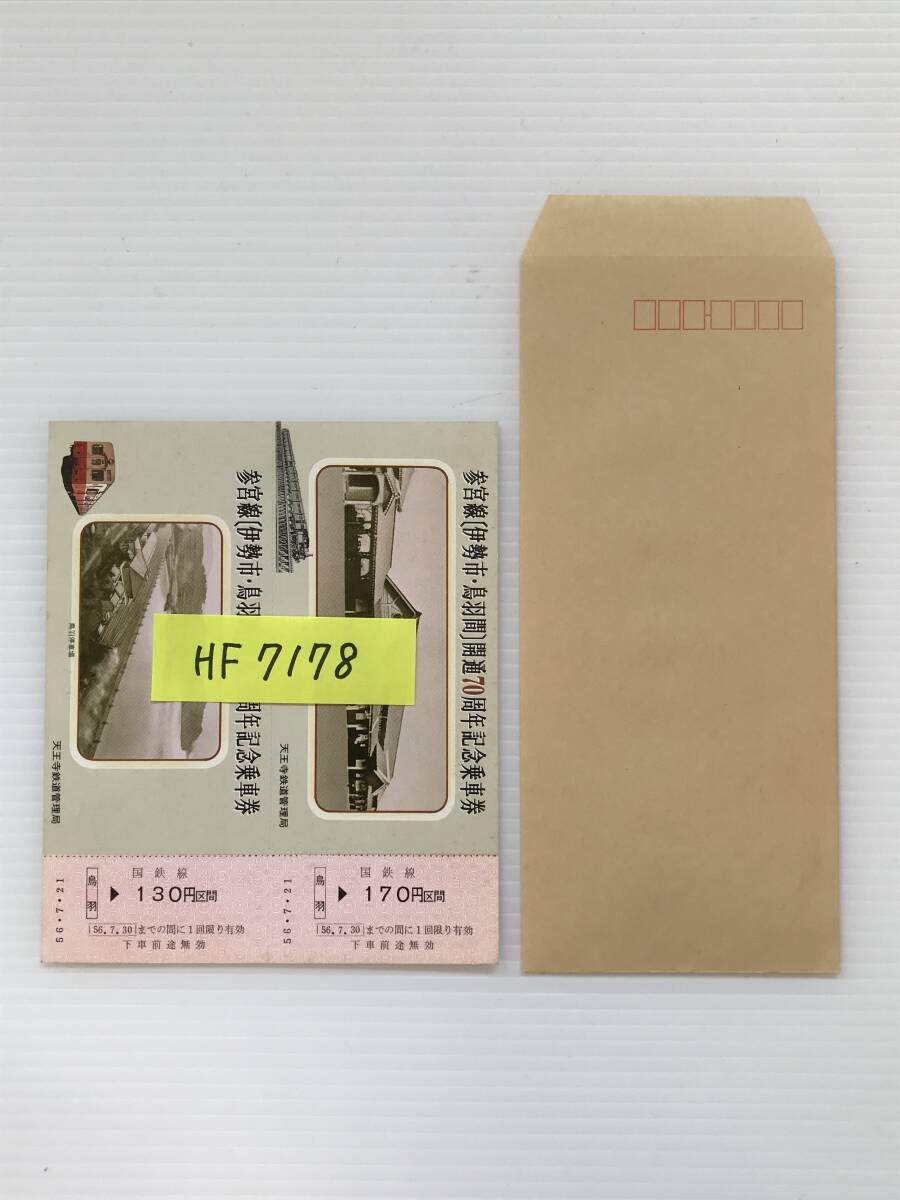 参宮線(伊勢市・鳥羽間)開通70周年記念乗車券
天王寺鉄道管理局
参宮線(伊勢市・鳥羽
周年記念乗車券
鳥羽停車場
天王寺鉄道管理局
HF 7178
国鉄線
鳥羽 ▶ 130円区間
56.7.30までの間に1回限り有効
下車前途無効
56.7.21
国鉄線
鳥羽 ▶ 170円区間
56.7.30までの間に1回限り有効
下車前途無効
56.7.21